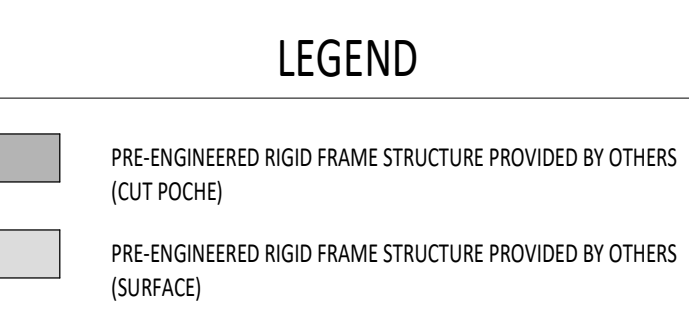 LEGEND
PRE-ENGINEERED RIGID FRAME STRUCTURE PROVIDED BY OTHERS
(CUT POCHE)
PRE-ENGINEERED RIGID FRAME STRUCTURE PROVIDED BY OTHERS
(SURFACE)